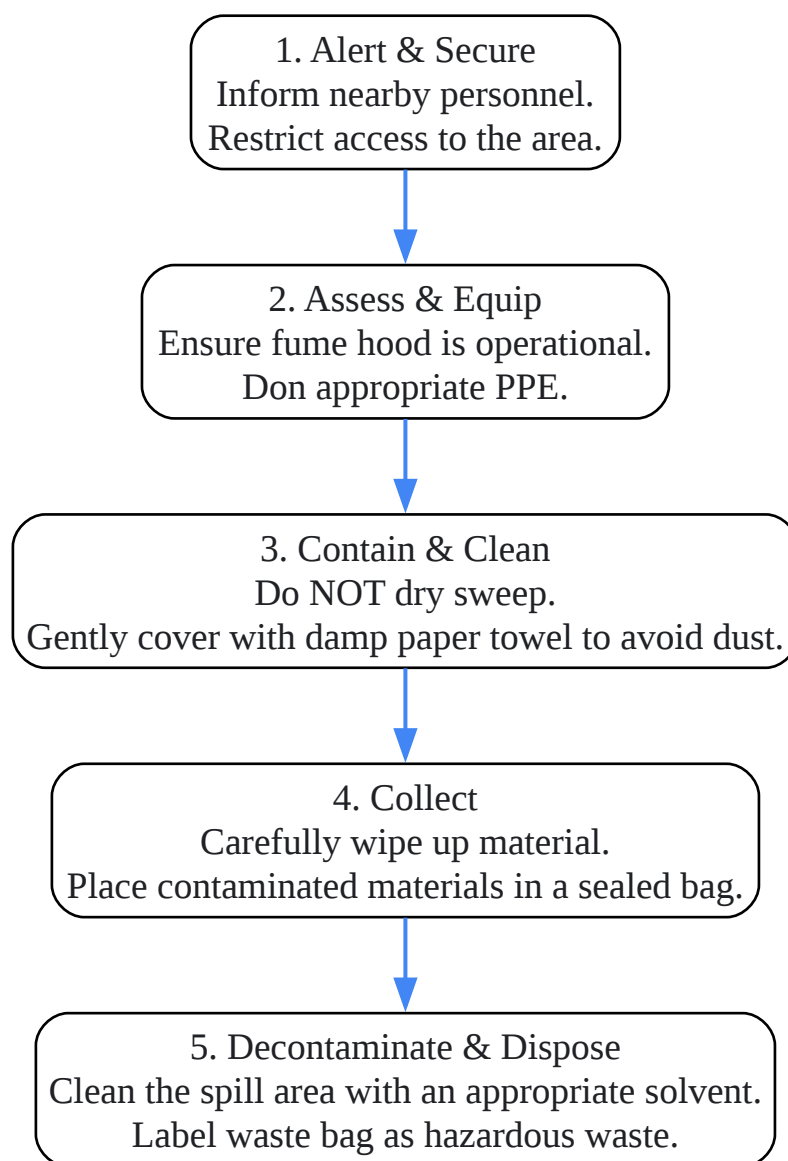 1. Alert & Secure
Inform nearby personnel.
Restrict access to the area.
2. Assess & Equip
Ensure fume hood is operational.
Don appropriate PPE.
3. Contain & Clean
Do NOT dry sweep.
Gently cover with damp paper towel to avoid dust.
4. Collect
Carefully wipe up material.
Place contaminated materials in a sealed bag.
5. Decontaminate & Dispose
Clean the spill area with an appropriate solvent.
Label waste bag as hazardous waste.